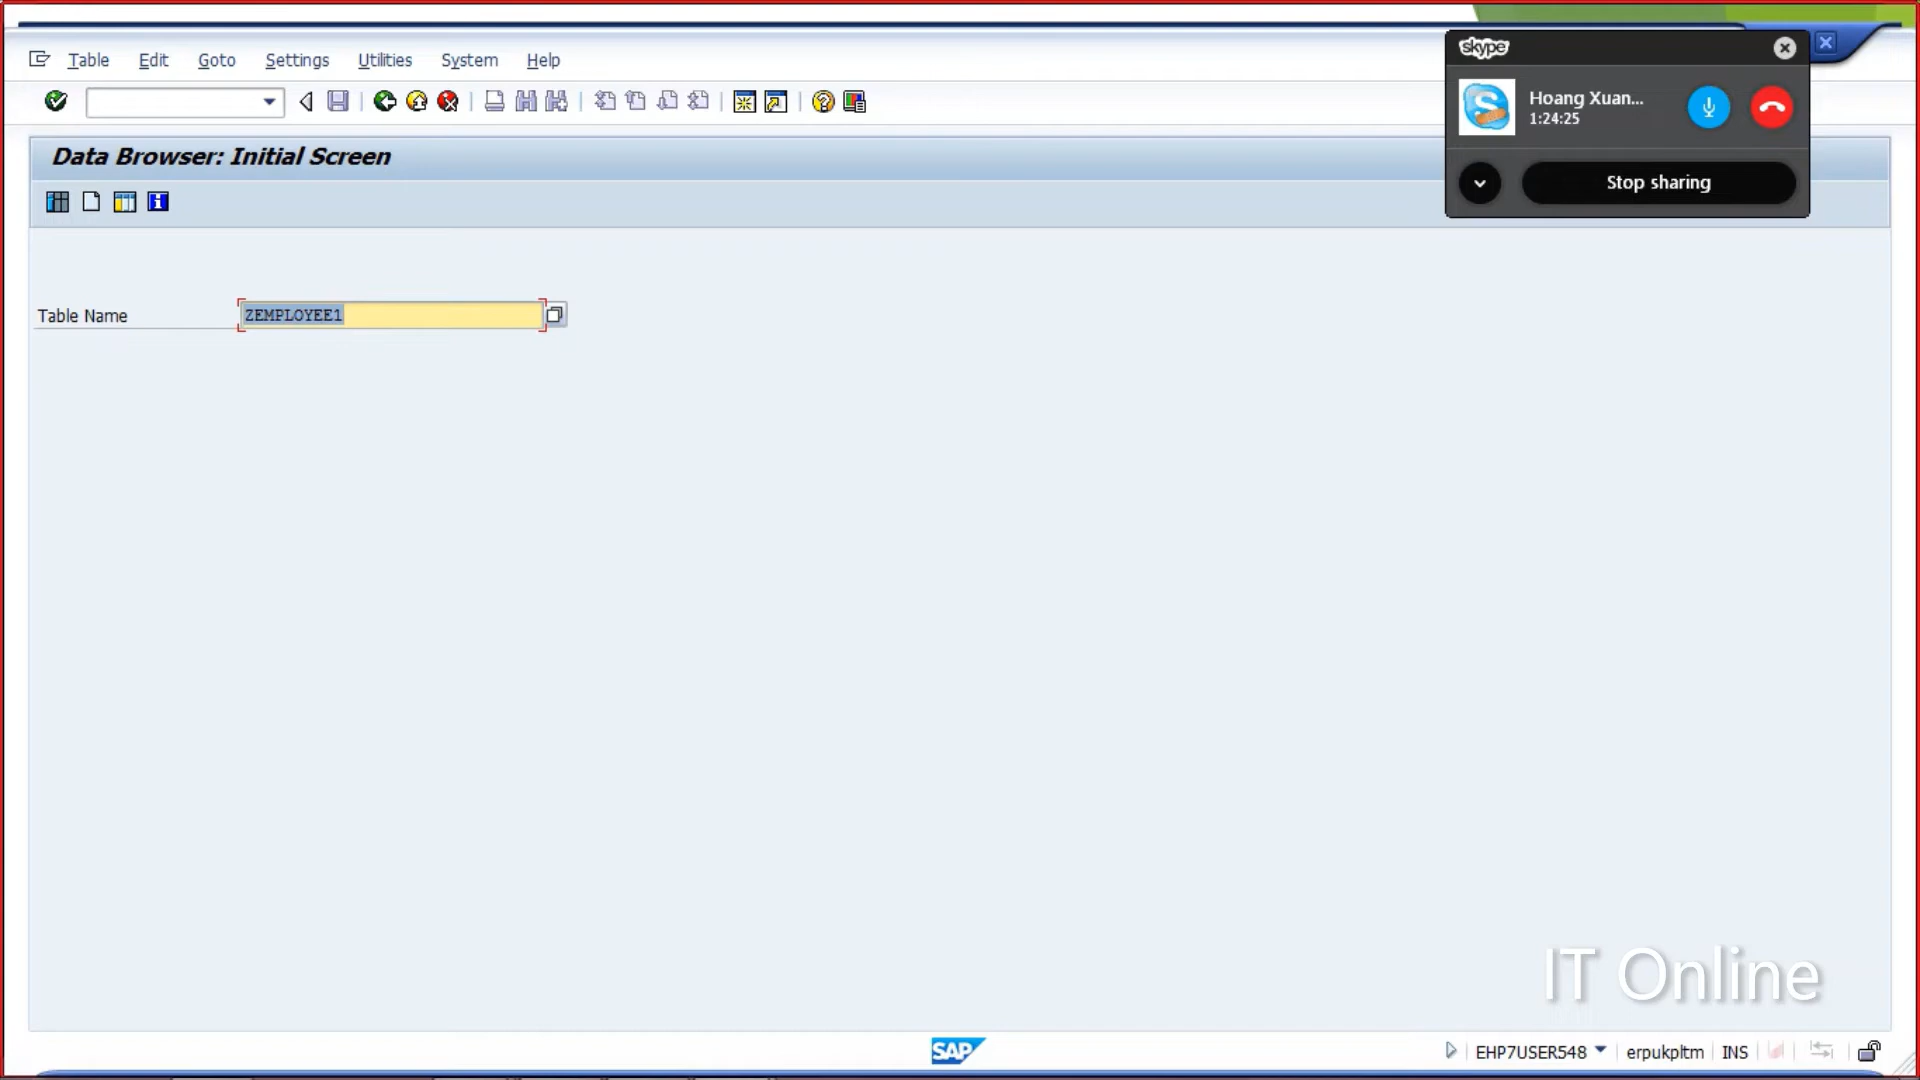 Table Edit Goto Settings Utilities System Help
Data Browser: Initial Screen
Table Name ZEMPLOYEE1
skype
Hoang Xuan...
1:24:25
Stop sharing
IT Online
SAP
EHP7USER548 erpukpltm INS